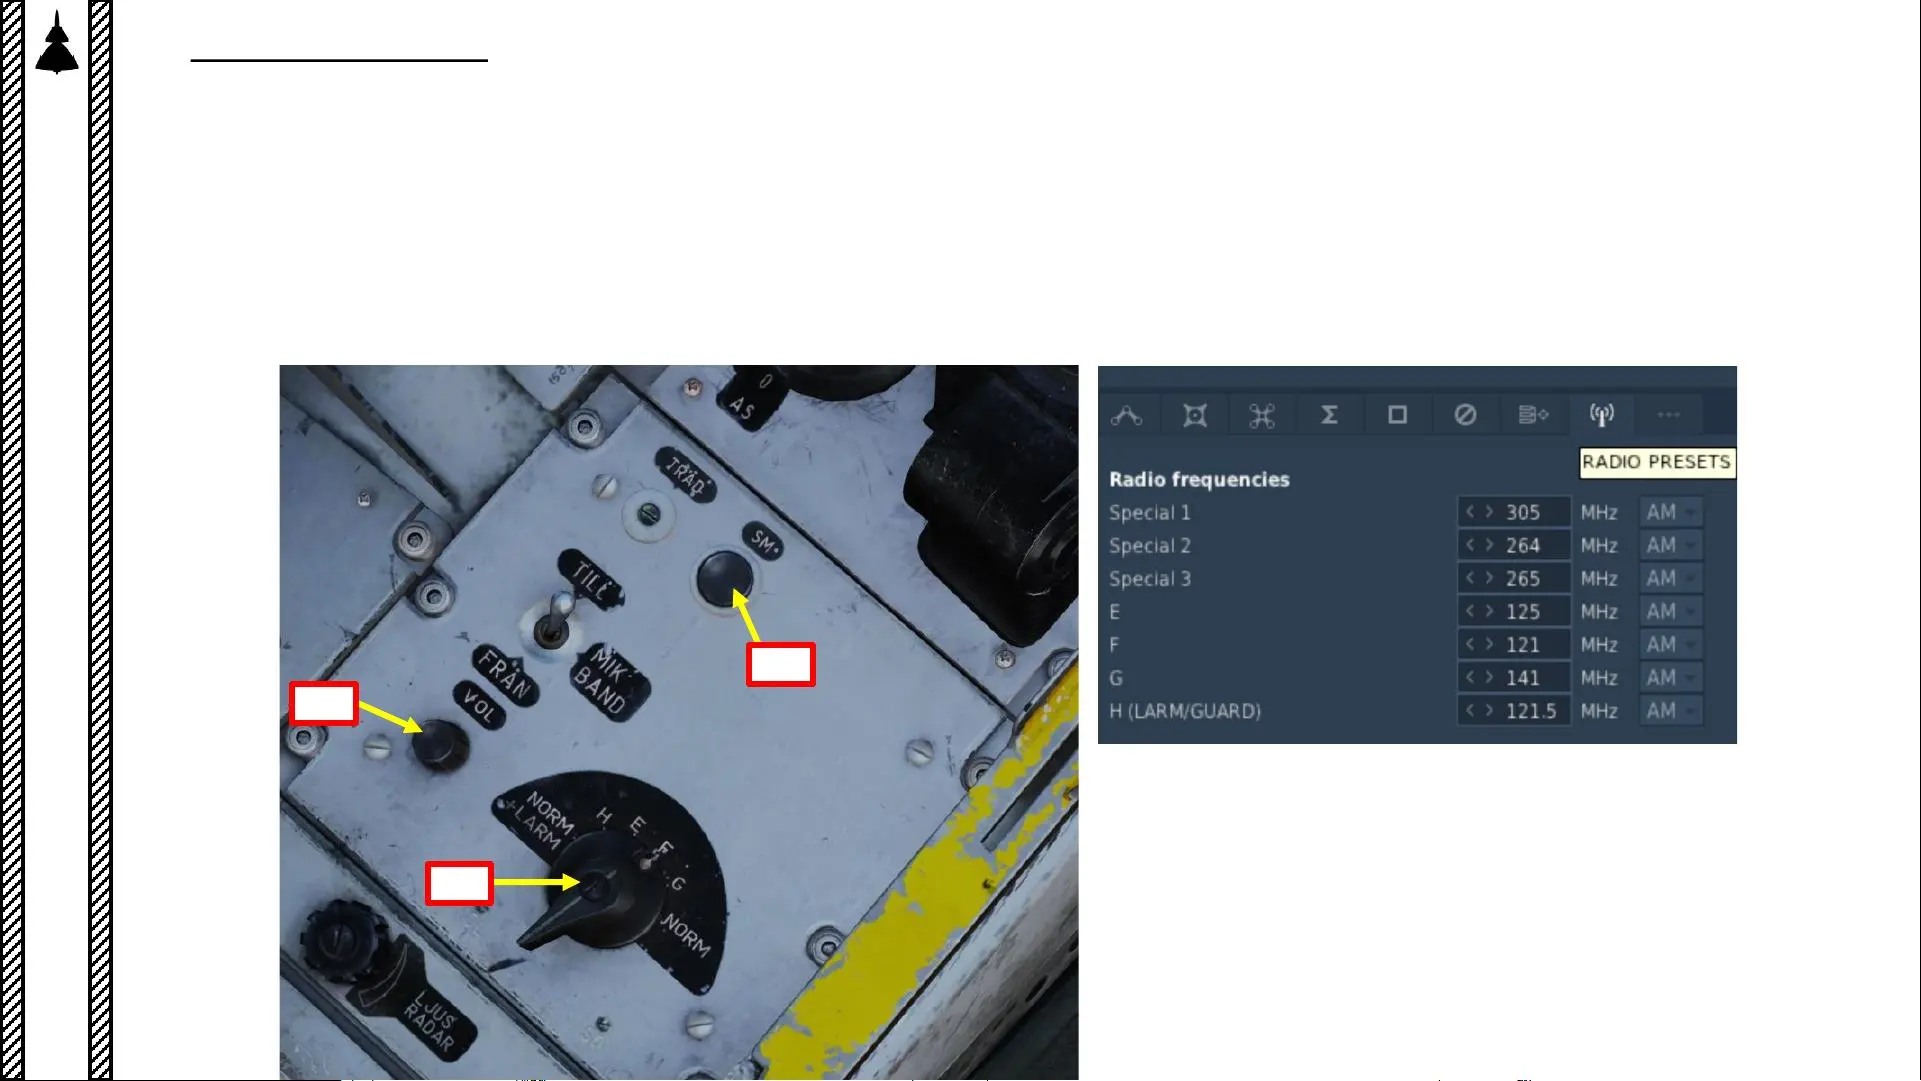 0
AS
TRÅD
SM
TILL
FRÅN
MIK
BAND
VOL
NORM
+LARM
H
E
F
G
NORM
LJUS
RADAR
RADIO PRESETS
Radio frequencies
Special 1 < > 305 MHz AM
Special 2 < > 264 MHz AM
Special 3 < > 265 MHz AM
E < > 125 MHz AM
F < > 121 MHz AM
G < > 141 MHz AM
H (LARM/GUARD) < > 121.5 MHz AM